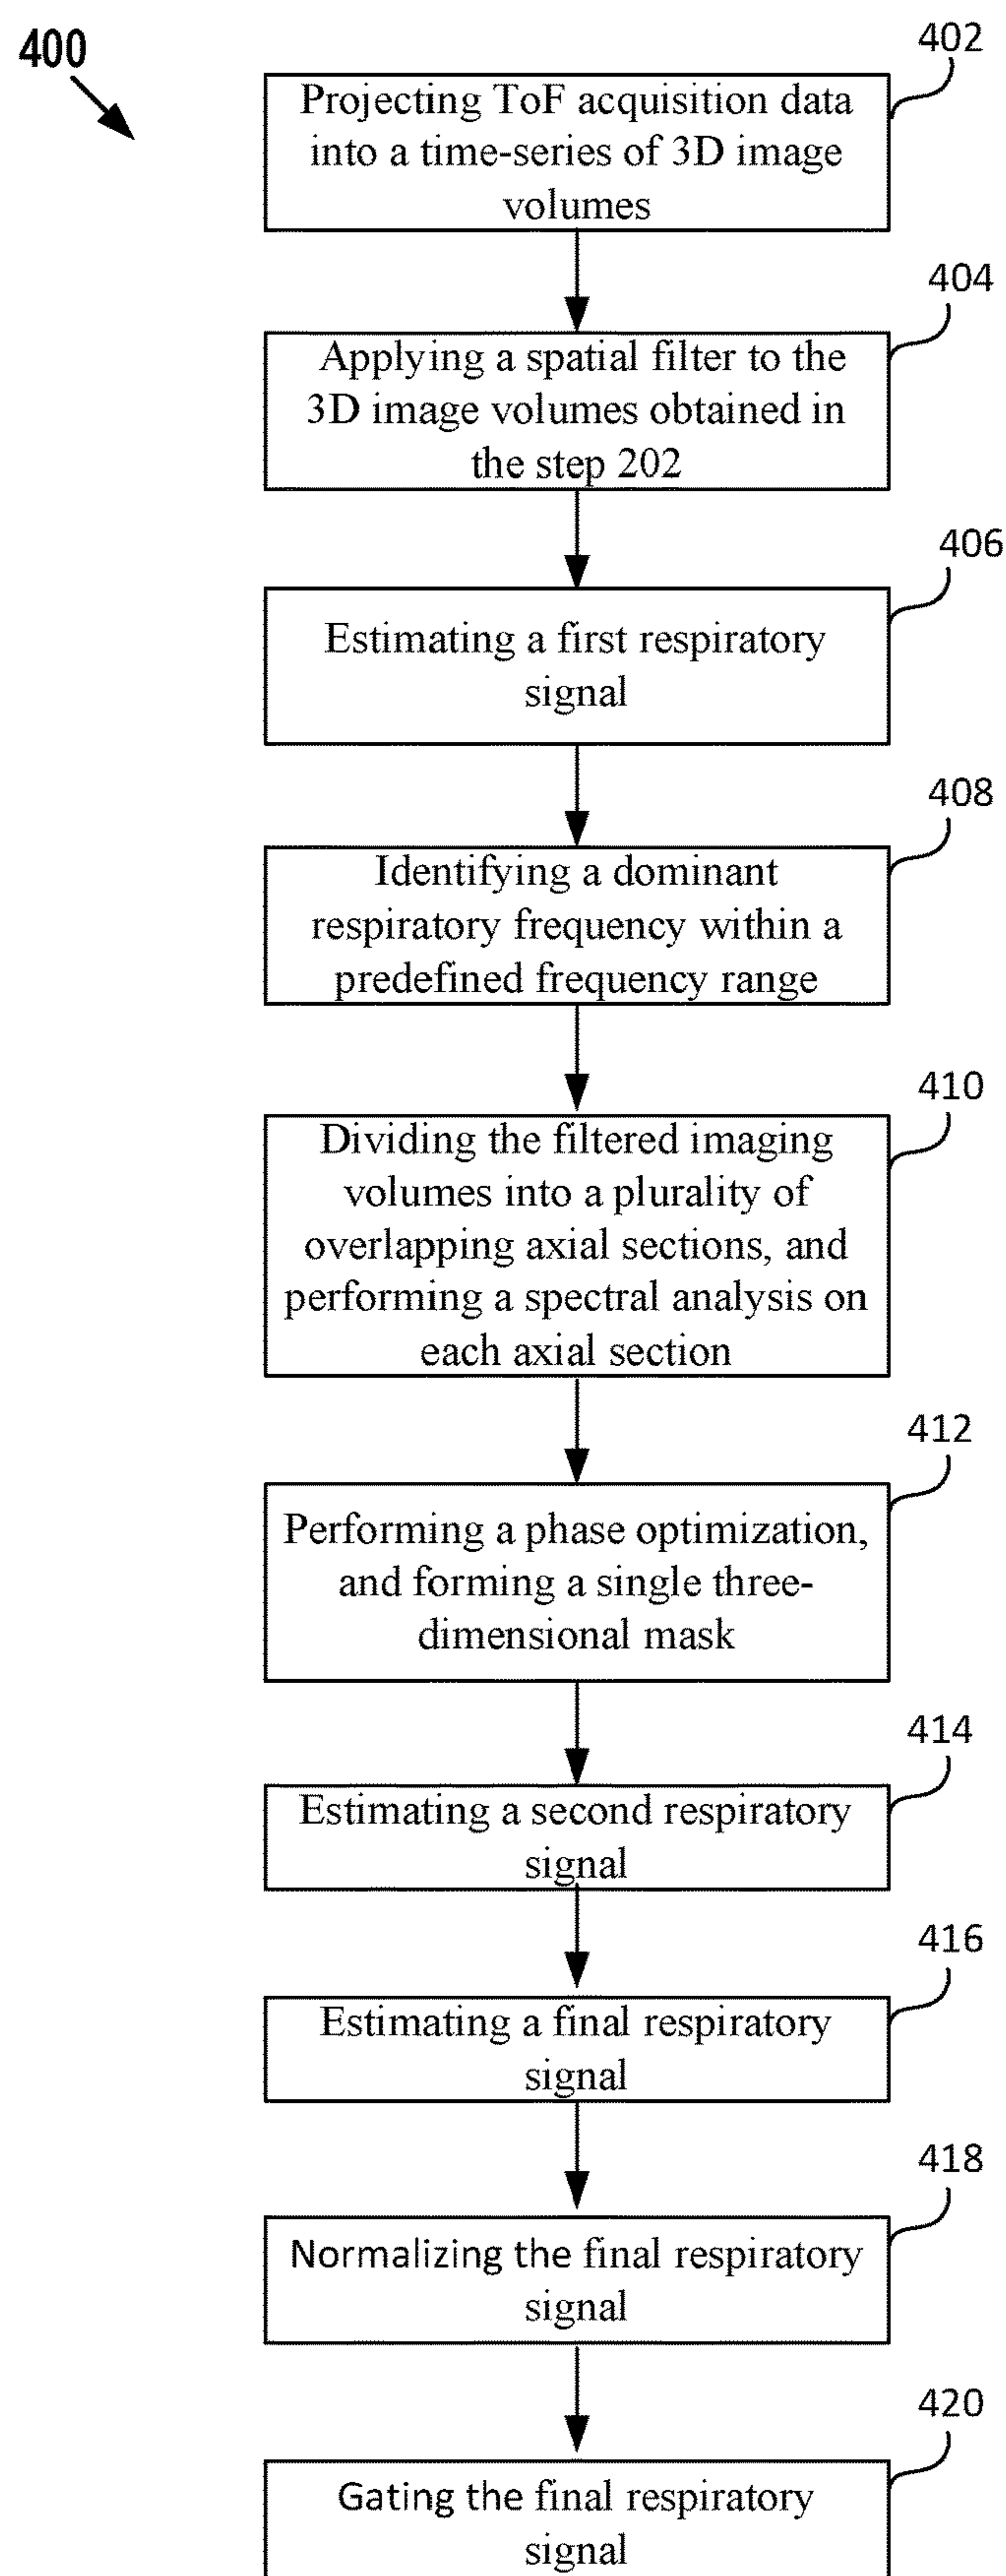 400
402
Projecting ToF acquisition data
into a time-series of 3D image
volumes
404
Applying a spatial filter to the
3D image volumes obtained in
the step 202
406
Estimating a first respiratory
signal
408
Identifying a dominant
respiratory frequency within a
predefined frequency range
410
Dividing the filtered imaging
volumes into a plurality of
overlapping axial sections, and
performing a spectral analysis on
each axial section
412
Performing a phase optimization,
and forming a single three-
dimensional mask
414
Estimating a second respiratory
signal
416
Estimating a final respiratory
signal
418
Normalizing the final respiratory
signal
420
Gating the final respiratory
signal